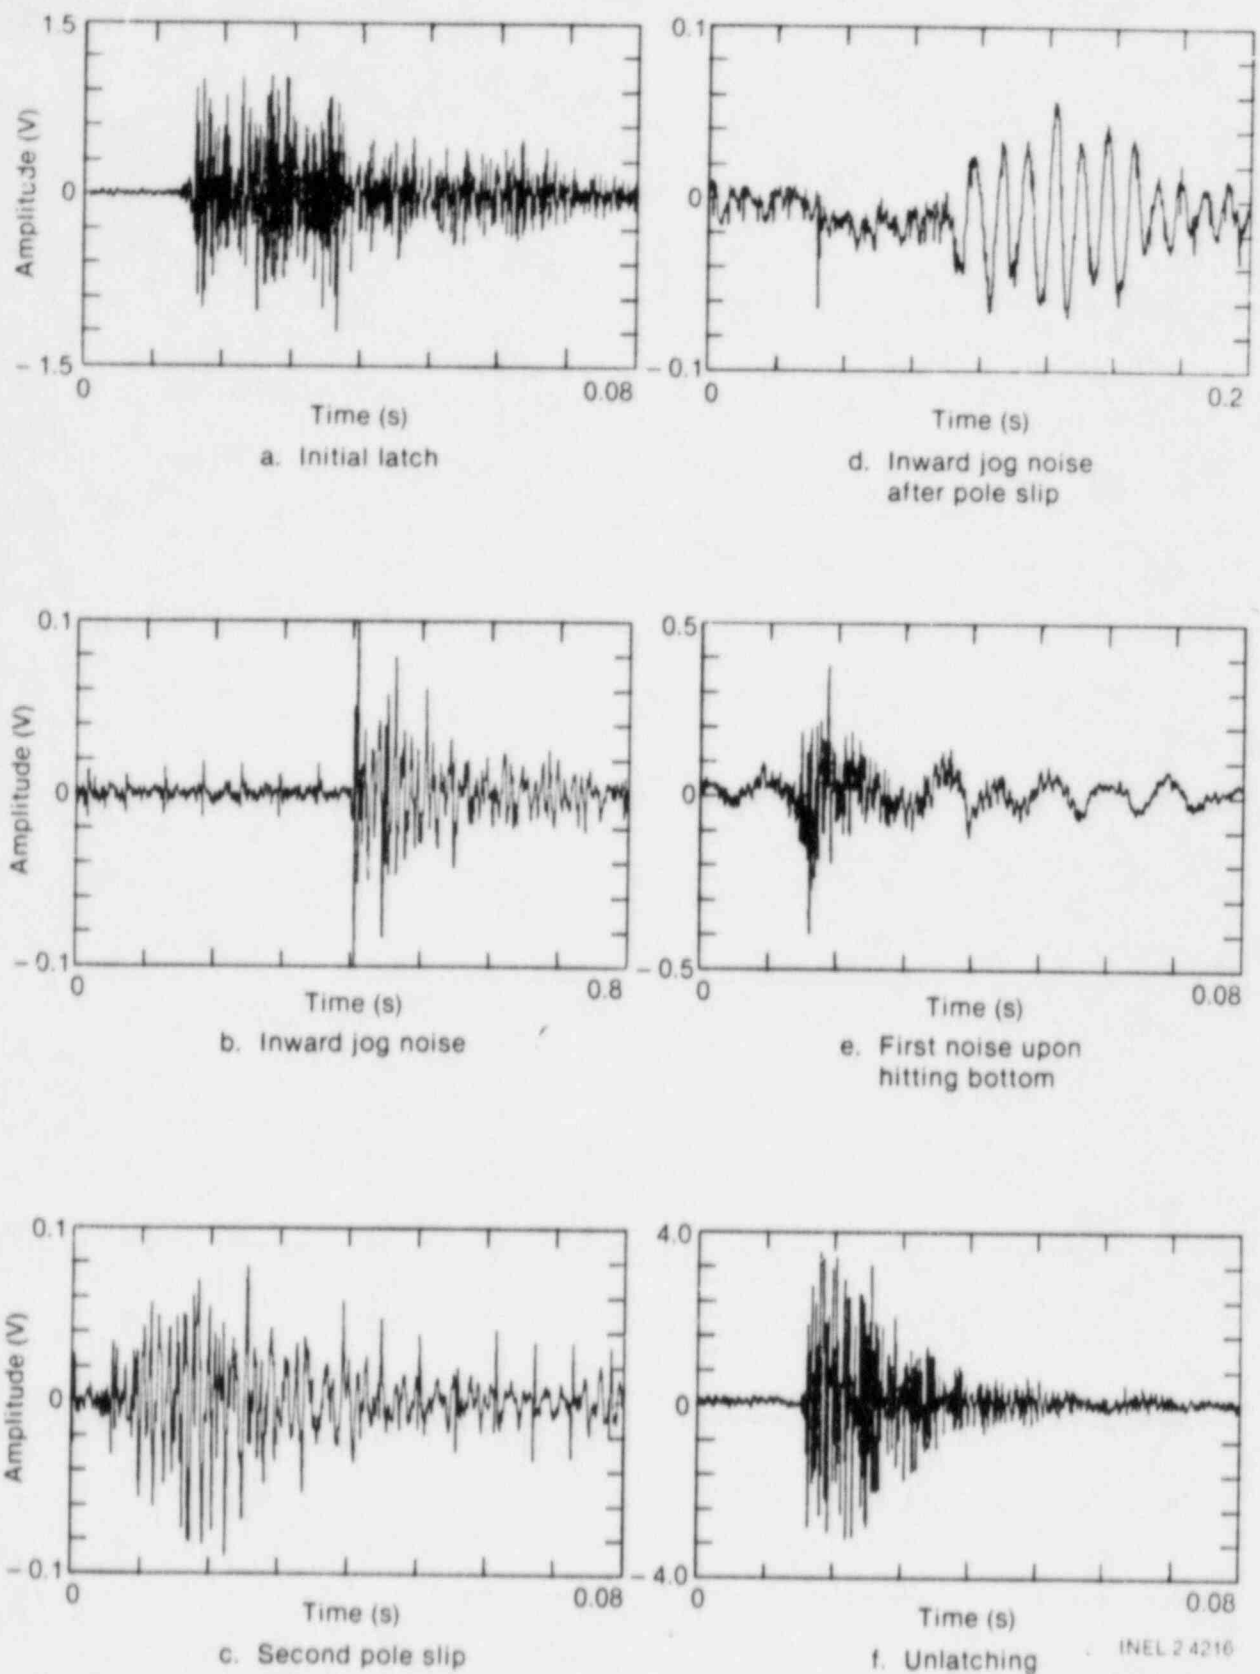 1.5
Amplitude (V)
0
- 1.5
0
0.08
Time (s)
a. Initial latch
0.1
0
- 0.1
0
0.2
Time (s)
d. Inward jog noise
after pole slip
0.1
Amplitude (V)
0
- 0.1
0
0.8
Time (s)
b. Inward jog noise
0.5
0
- 0.5
0
0.08
Time (s)
e. First noise upon
hitting bottom
0.1
Amplitude (V)
0
- 0.1
0
0.08
Time (s)
c. Second pole slip
4.0
0
- 4.0
0
0.08
Time (s)
f. Unlatching
INEL 2 4216